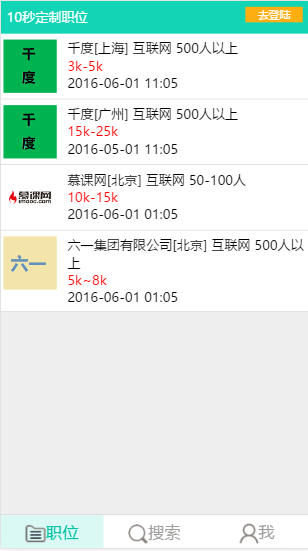 10秒定制职位
去登陆
千度
千度[上海] 互联网 500人以上
3k-5k
2016-06-01 11:05
千度
千度[广州] 互联网 500人以上
15k-25k
2016-05-01 11:05
慕课网
imooc.com
慕课网[北京] 互联网 50-100人
10k-15k
2016-06-01 01:05
六一
六一集团有限公司[北京] 互联网 500人以
上
5k~8k
2016-06-01 01:05
职位
搜索
我